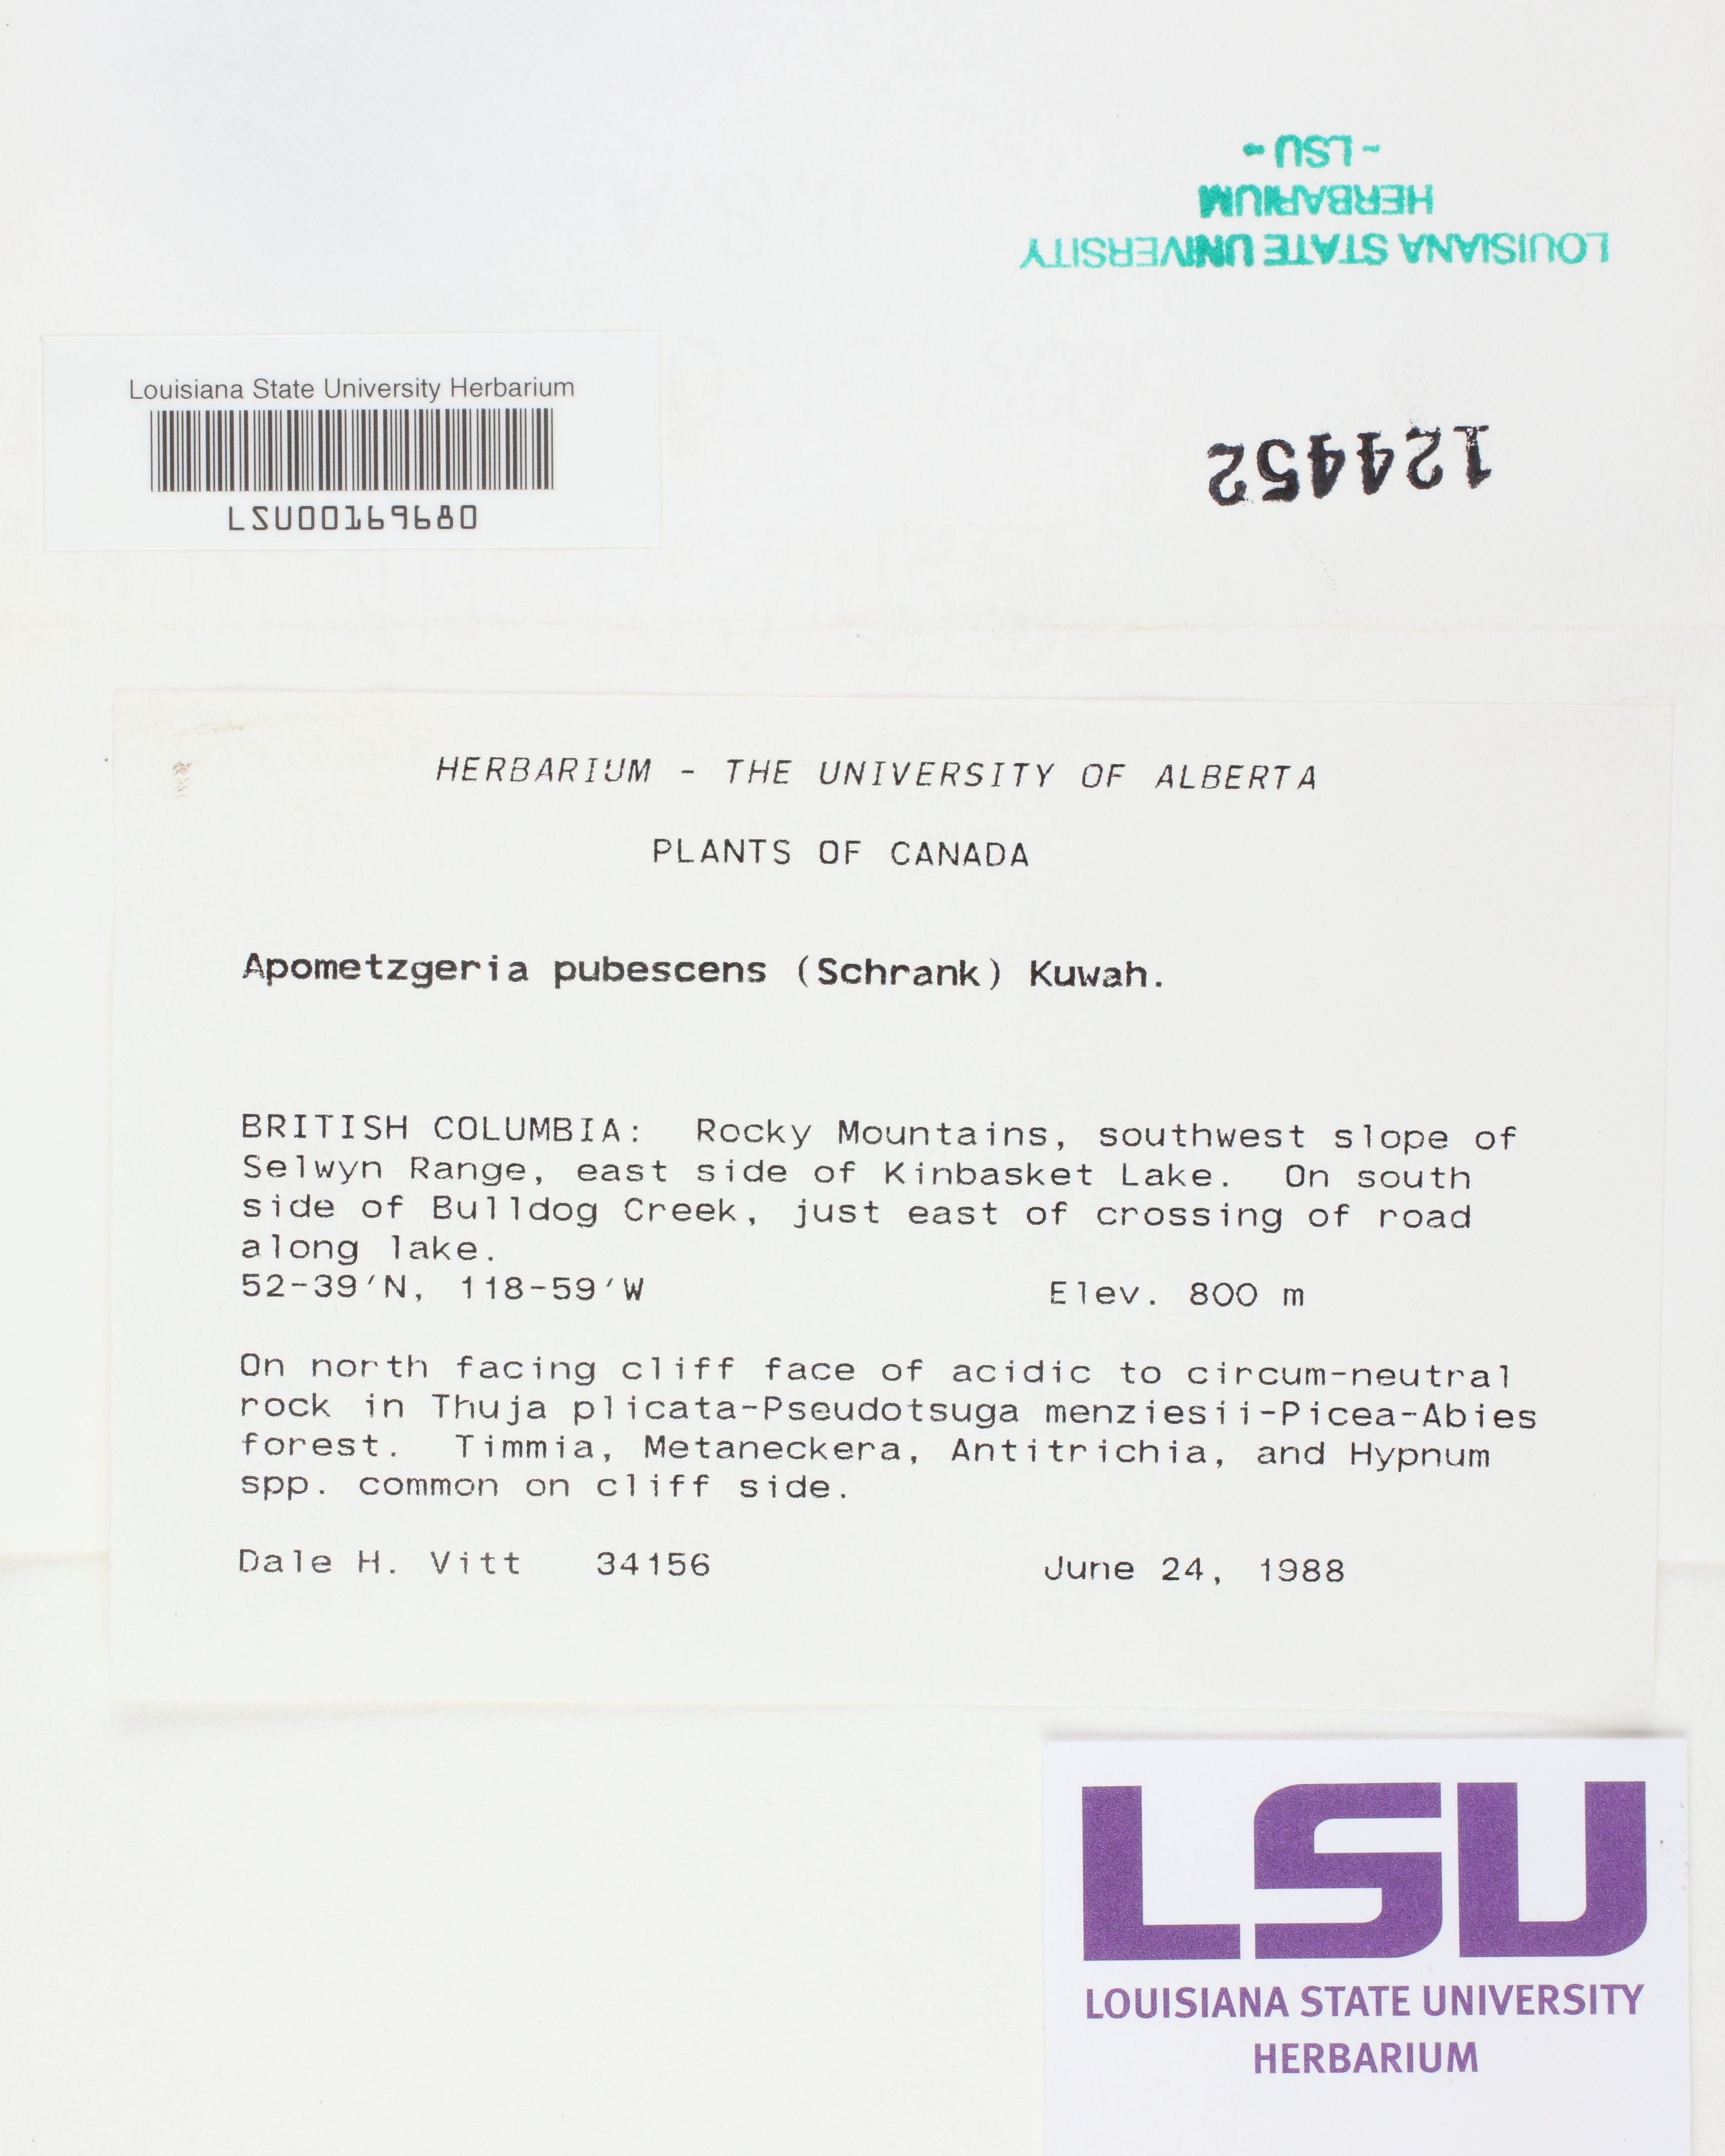 LOUISIANA STATE UNIVERSITY
HERBARIUM
- LSU -
Louisiana State University Herbarium
LSU00169680
124452
HERBARIUM - THE UNIVERSITY OF ALBERTA
PLANTS OF CANADA
Apometzgeria pubescens (Schrank) Kuwah.
BRITISH COLUMBIA: Rocky Mountains, southwest slope of
Selwyn Range, east side of Kinbasket Lake. On south
side of Bulldog Creek, just east of crossing of road
along lake.
52-39'N, 118-59'W Elev. 800 m
On north facing cliff face of acidic to circum-neutral
rock in Thuja plicata-Pseudotsuga menziesii-Picea-Abies
forest. Timmia, Metaneckera, Antitrichia, and Hypnum
spp. common on cliff side.
Dale H. Vitt 34156 June 24, 1988
LSU
LOUISIANA STATE UNIVERSITY
HERBARIUM